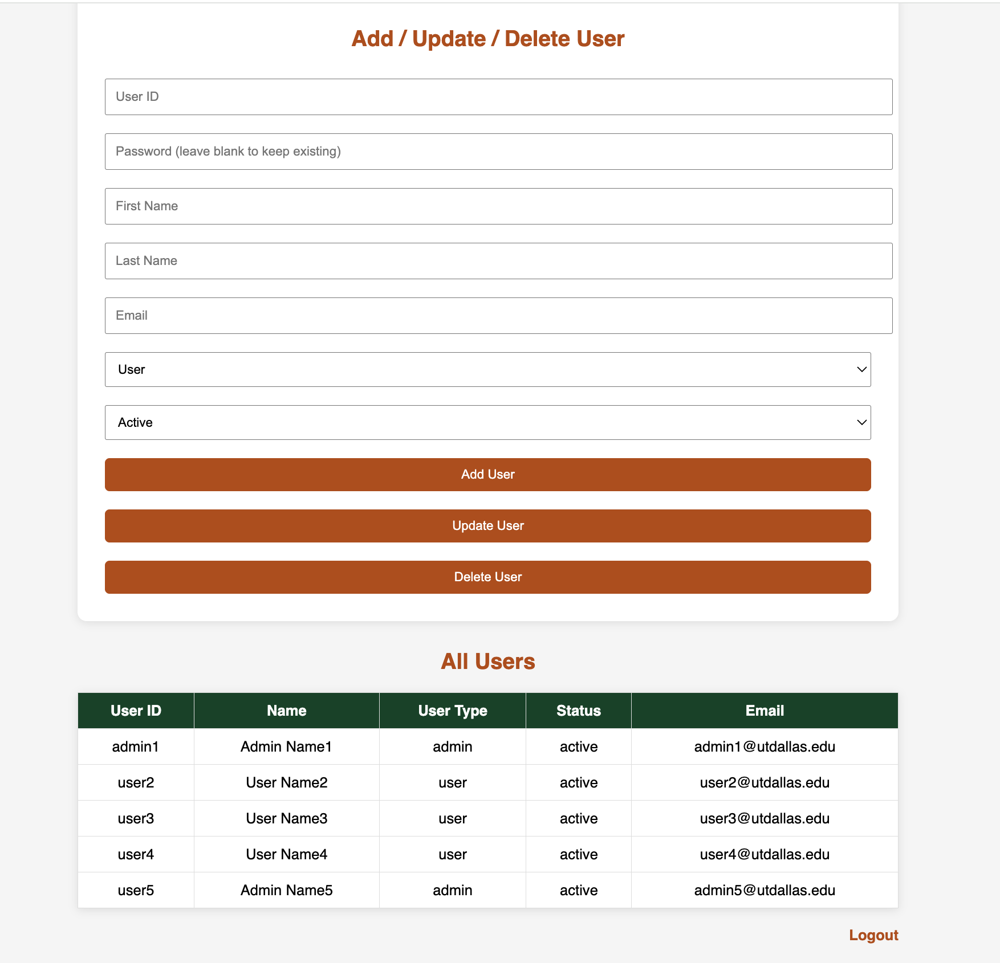 Add / Update / Delete User
User ID
Password (leave blank to keep existing)
First Name
Last Name
Email
User
Active
Add User
Update User
Delete User
All Users
User ID Name User Type Status Email
admin1 Admin Name1 admin active admin1@utdallas.edu
user2 User Name2 user active user2@utdallas.edu
user3 User Name3 user active user3@utdallas.edu
user4 User Name4 user active user4@utdallas.edu
user5 Admin Name5 admin active admin5@utdallas.edu
Logout